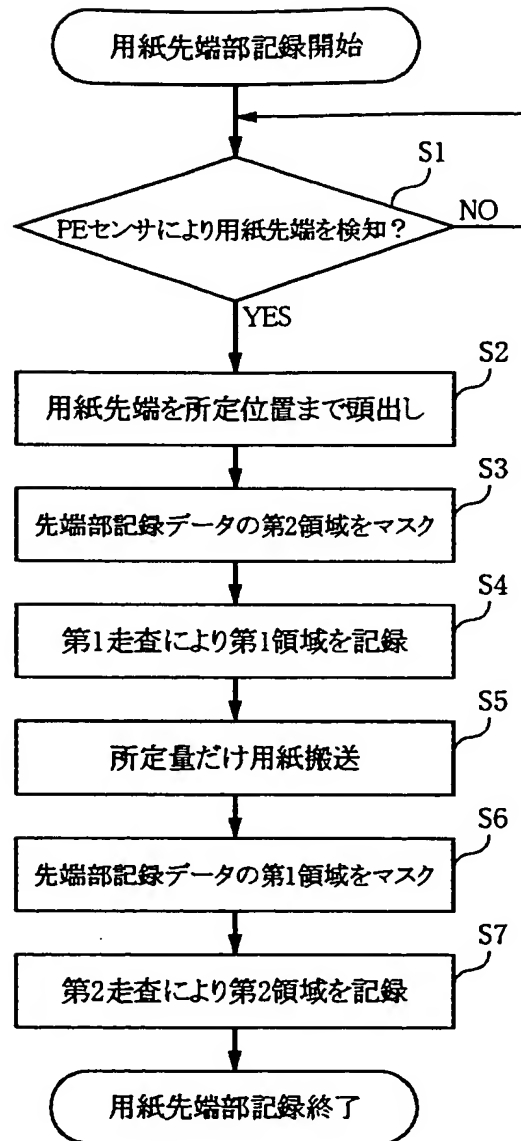 用紙先端部記録開始
S1
PEセンサにより用紙先端を検知？
NO
YES
S2
用紙先端を所定位置まで頭出し
S3
先端部記録データの第2領域をマスク
S4
第1走査により第1領域を記録
S5
所定量だけ用紙搬送
S6
先端部記録データの第1領域をマスク
S7
第2走査により第2領域を記録
用紙先端部記録終了